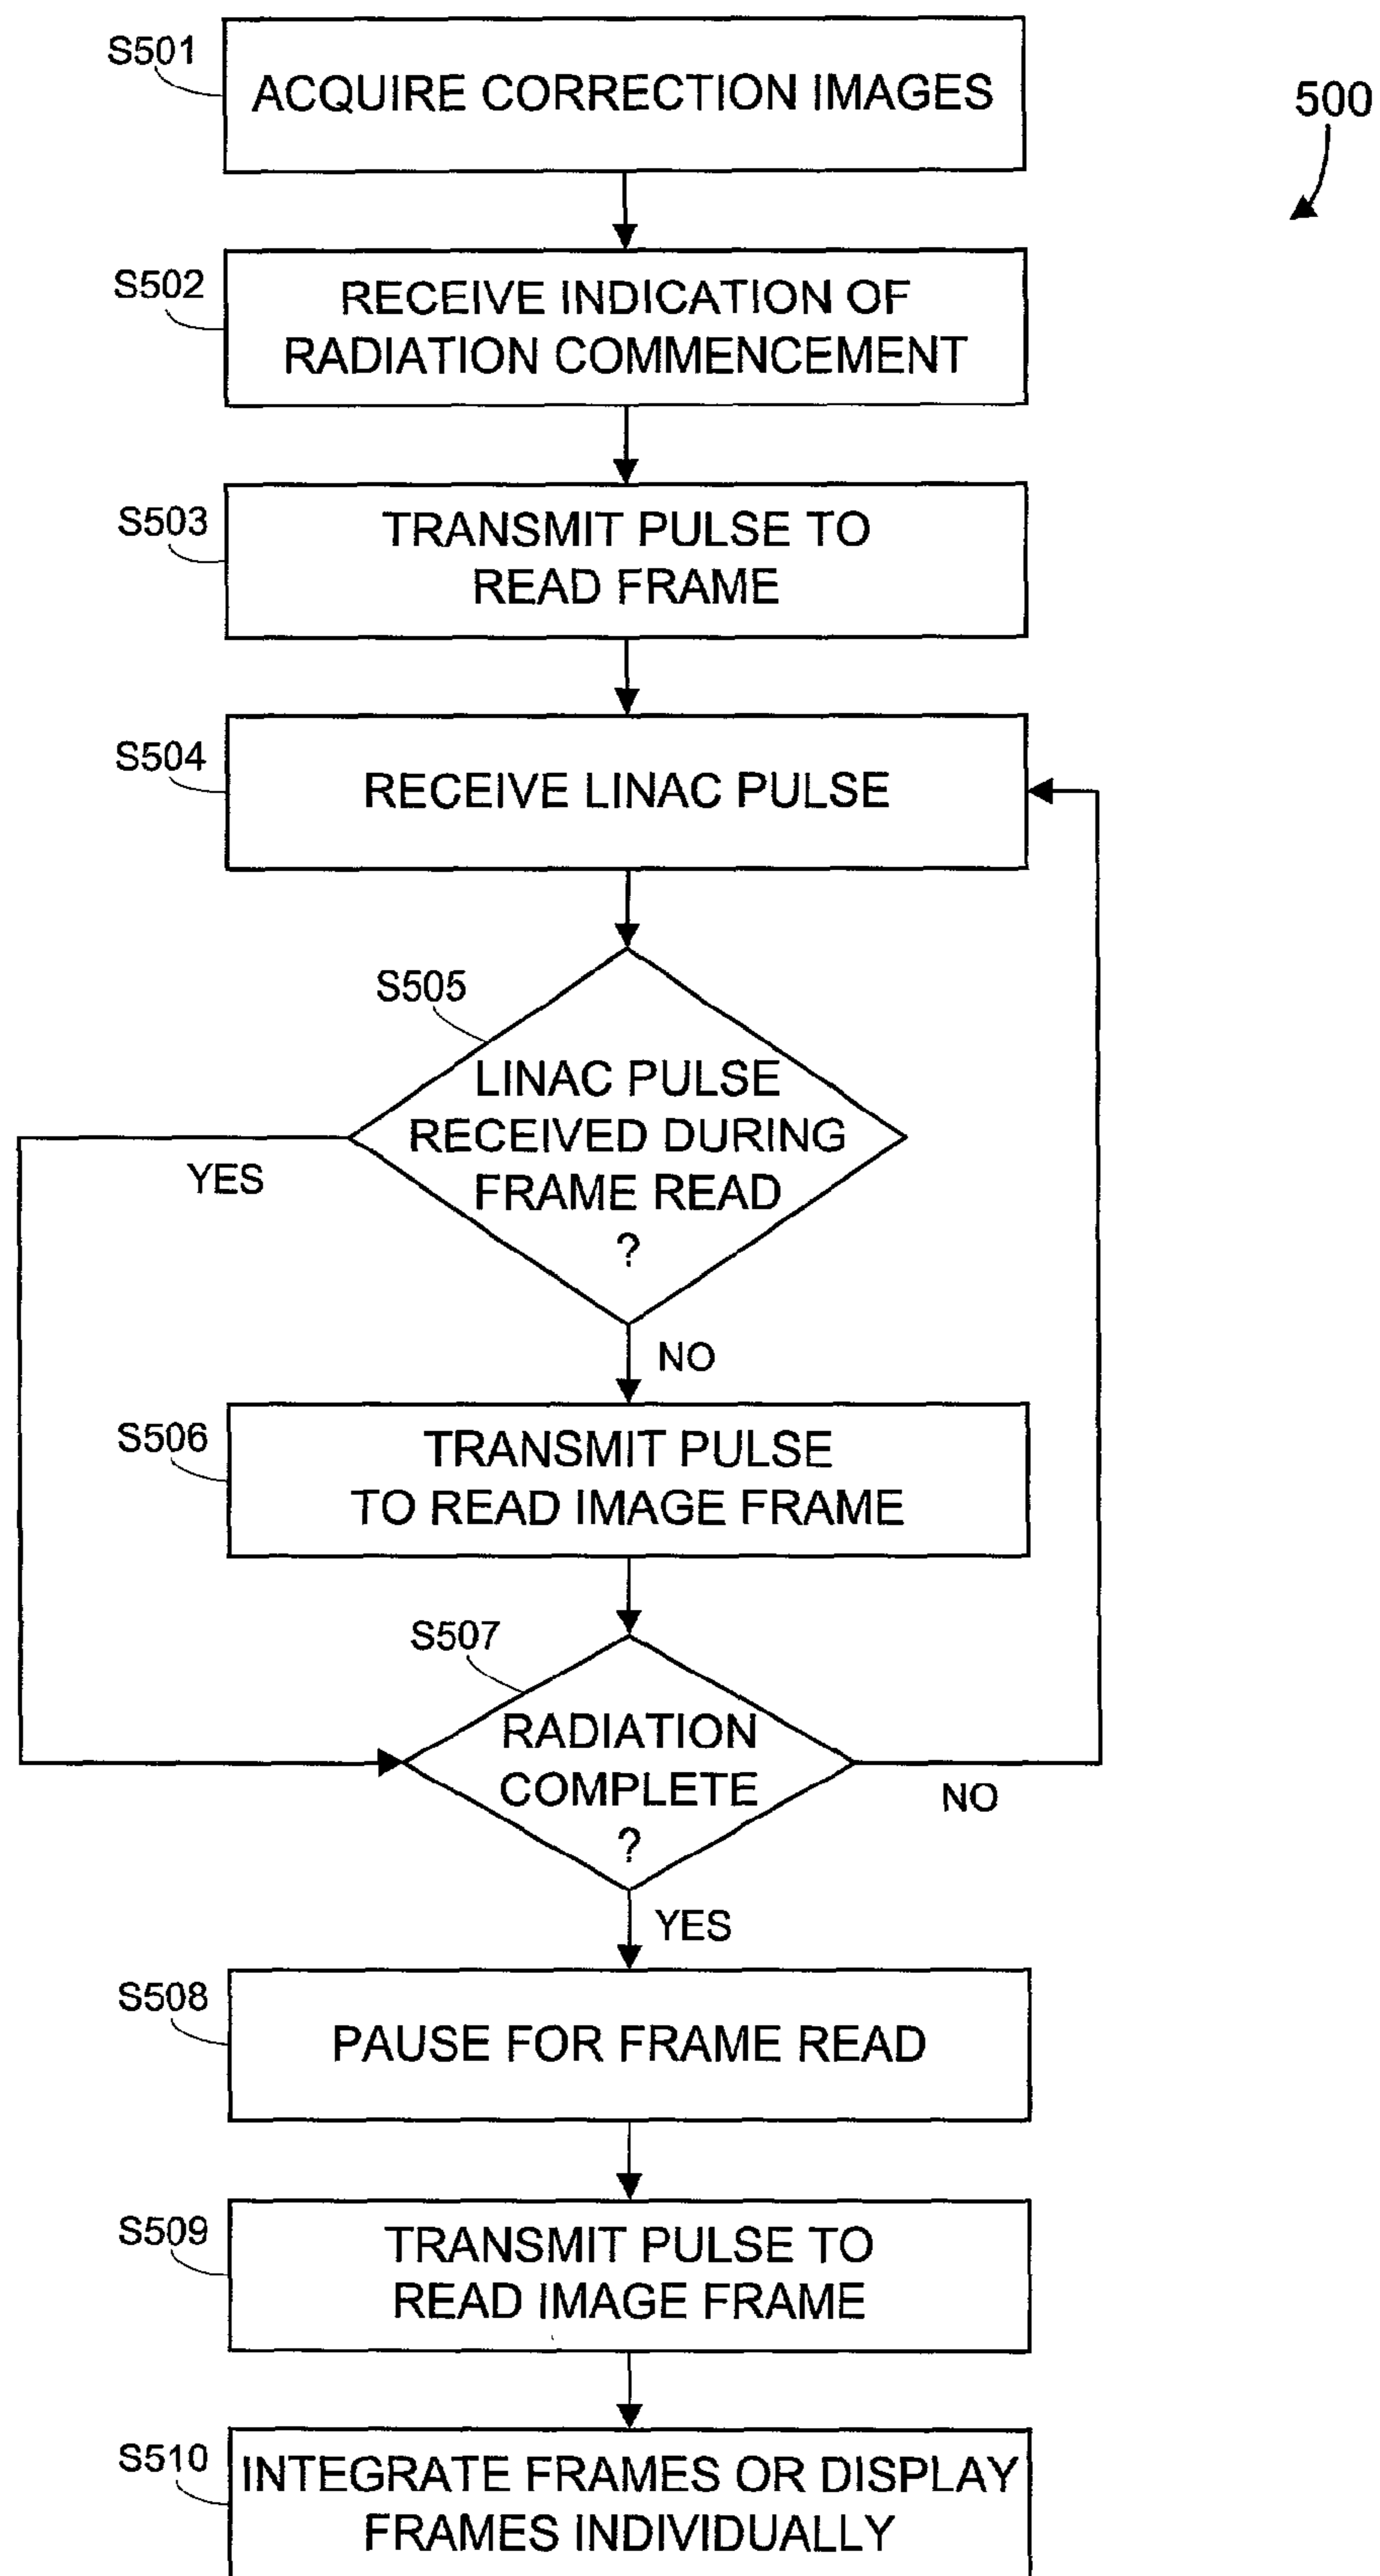 S501
ACQUIRE CORRECTION IMAGES
500
S502
RECEIVE INDICATION OF
RADIATION COMMENCEMENT
S503
TRANSMIT PULSE TO
READ FRAME
S504
RECEIVE LINAC PULSE
S505
LINAC PULSE
RECEIVED DURING
FRAME READ
?
YES
NO
S506
TRANSMIT PULSE
TO READ IMAGE FRAME
S507
RADIATION
COMPLETE
?
NO
YES
S508
PAUSE FOR FRAME READ
S509
TRANSMIT PULSE TO
READ IMAGE FRAME
S510
INTEGRATE FRAMES OR DISPLAY
FRAMES INDIVIDUALLY